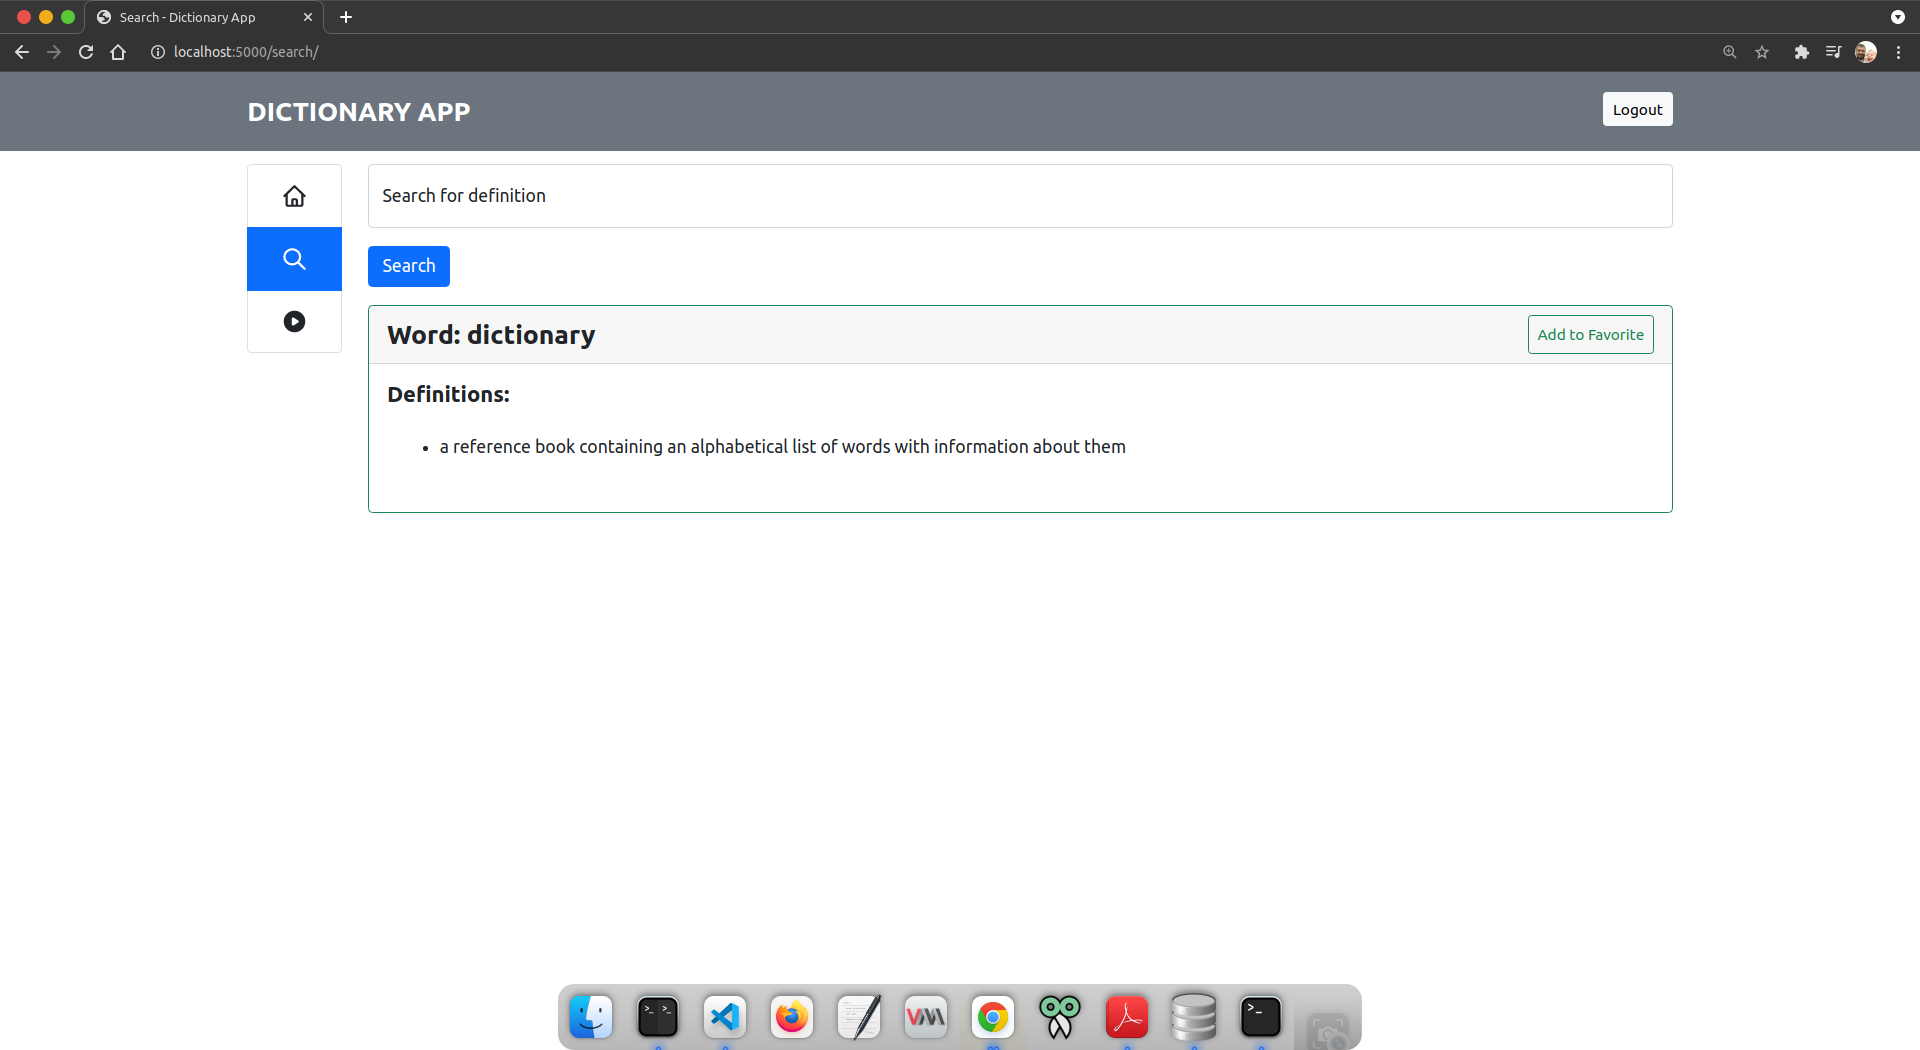 Search - Dictionary App
localhost:5000/search/
DICTIONARY APP
Logout
Search for definition
Search
Word: dictionary
Add to Favorite
Definitions:
• a reference book containing an alphabetical list of words with information about them
>_ >_
VIM
>_